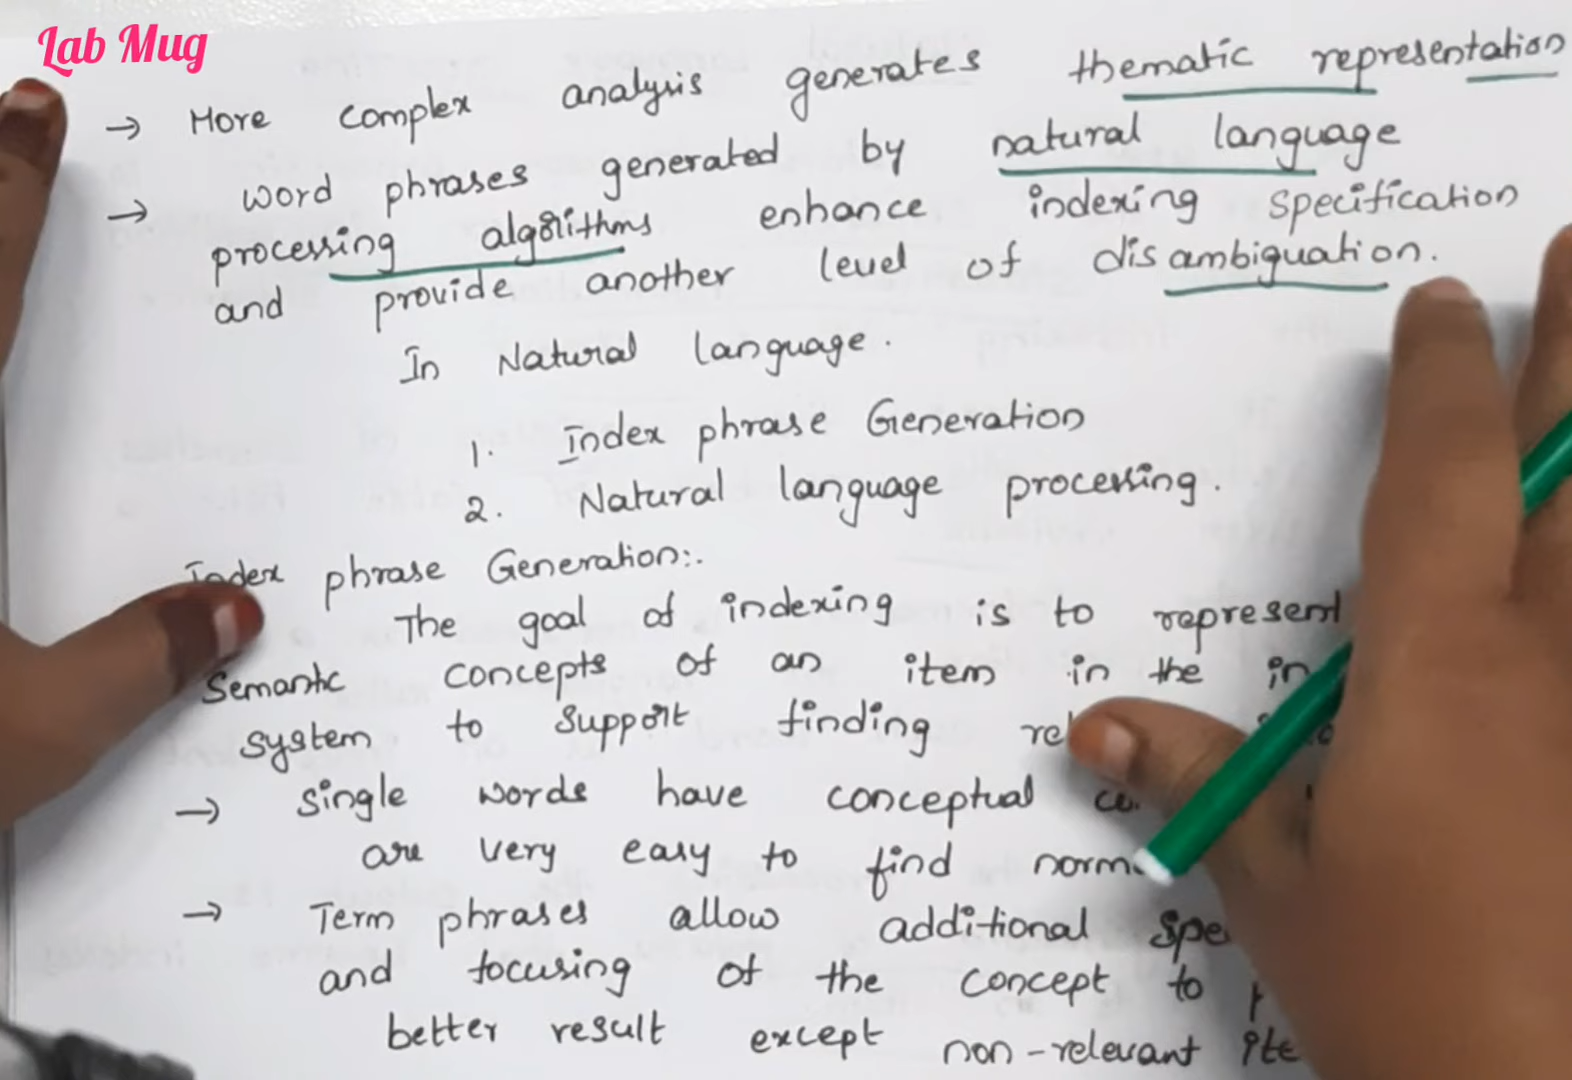 Lab Mug
→ More complex analysis generates thematic representation
→ word phrases generated by natural language
processing algorithms enhance indexing specification
and provide another level of disambiguation.
In Natural language.
1. Index phrase Generation
2. Natural language processing.
Index phrase Generation:.
The goal of indexing is to represent
Semantic concepts of an item in the
system to support finding
→ single words have conceptual
are very easy to find
→ Term phrases allow additional
and focusing of the concept to
better result except non-relevant